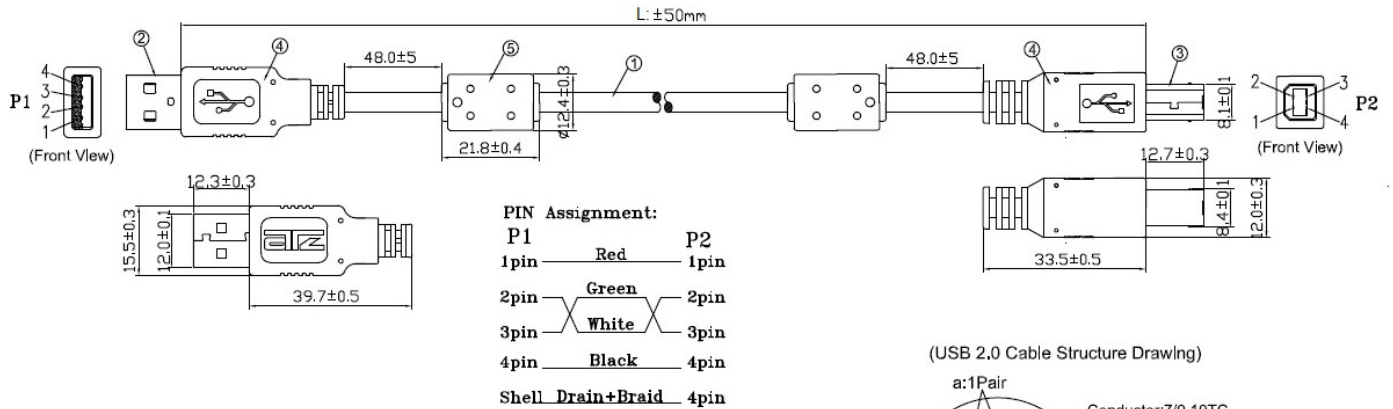 L: ±50mm
② ④ 48.0±5 ⑤ ① 48.0±5 ④ ③
P1 4 3 2 1
(Front View)
ø12.4±0.3
21.8±0.4
8.1±0.1
2 3 1 4 P2
(Front View)
12.3±0.3
15.5±0.3
12.0±0.1
39.7±0.5
12.7±0.3
8.4±0.1
12.0±0.3
33.5±0.5
PIN Assignment:
P1 P2
1pin Red 1pin
2pin Green 2pin
3pin White 3pin
4pin Black 4pin
Shell Drain+Braid 4pin
(USB 2.0 Cable Structure Drawing)
a:1Pair